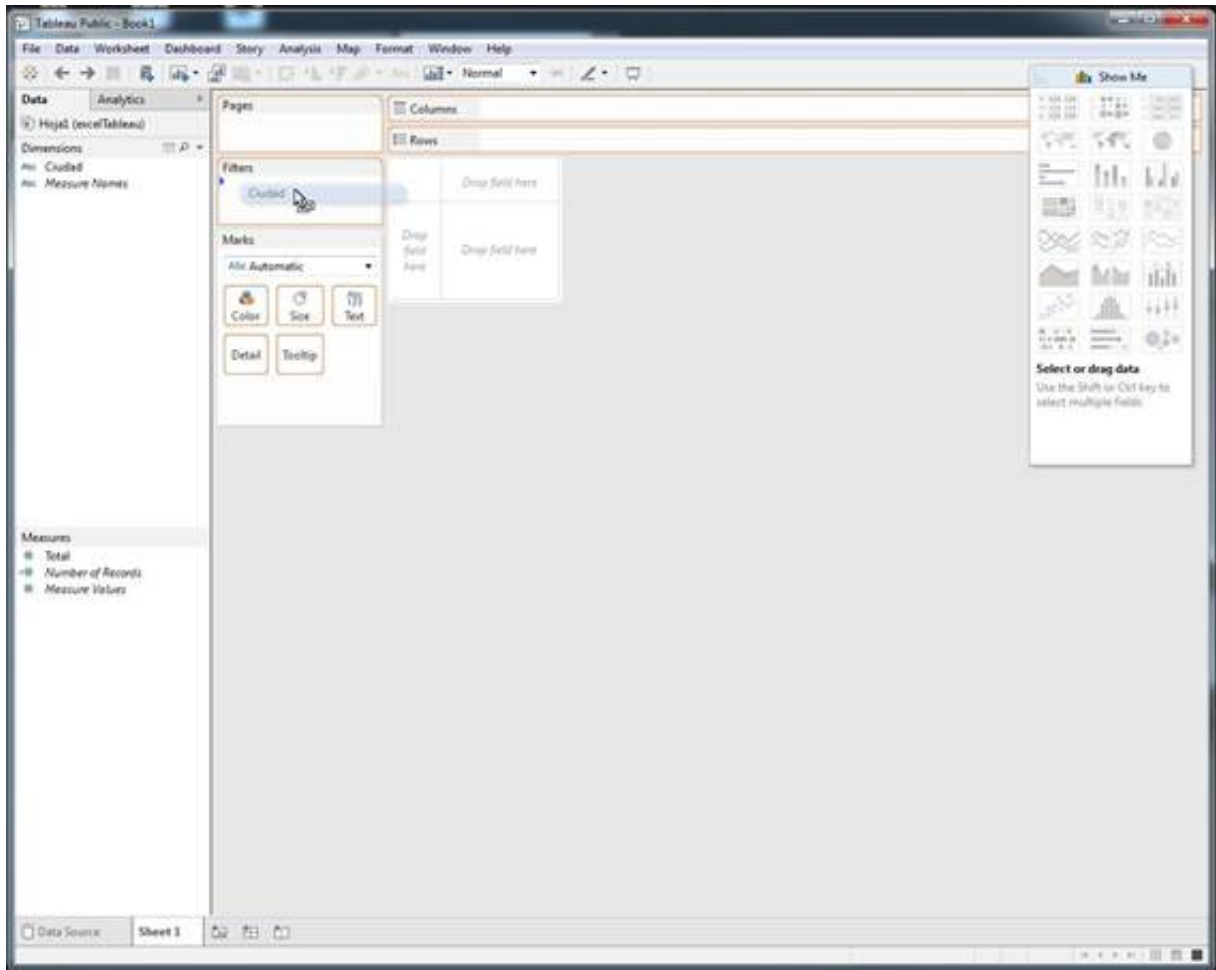 Tableau Public - Book1
File Data Worksheet Dashboard Story Analysis Map Format Window Help
Normal
Show Me
Data Analytics
Hoja1 (excelTableau)
Dimensions
Abc Ciudad
Abc Measure Names
Pages
Columns
Rows
Filters
Ciudad
Drop field here
Drop field here
Drop field here
Marks
Abc Automatic
Color Size Text
Detail Tooltip
Select or drag data
Use the Shift or Ctrl key to
select multiple fields
Measures
# Total
Number of Records
# Measure Values
Data Source Sheet 1